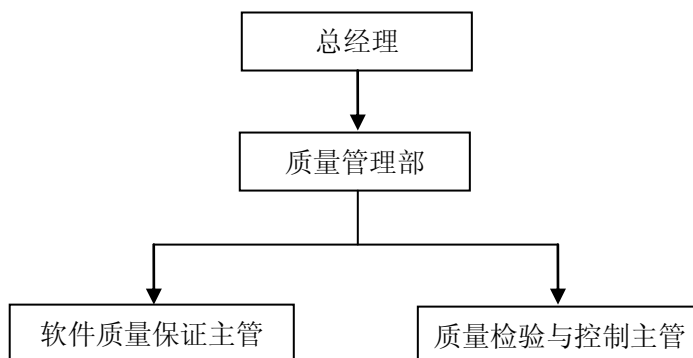 总经理
质量管理部
软件质量保证主管
质量检验与控制主管